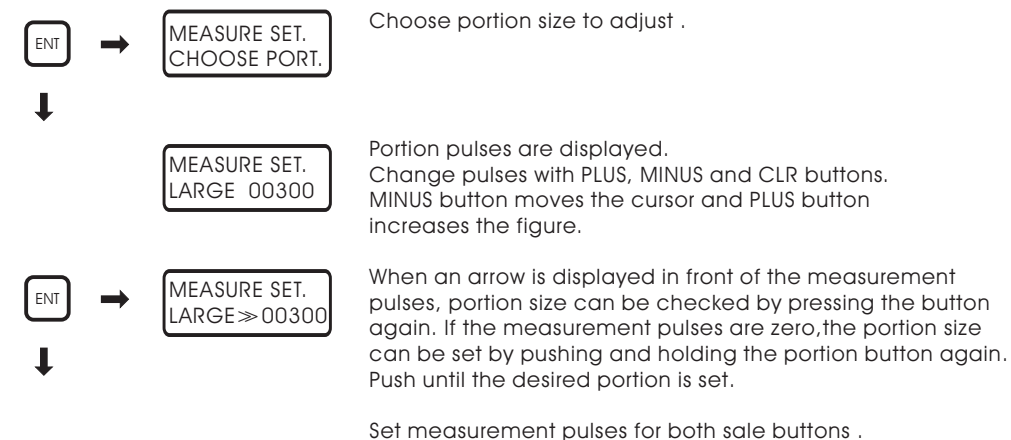 Choose portion size to adjust .
ENT
MEASURE SET.
CHOOSE PORT.
MEASURE SET.
LARGE 00300
Portion pulses are displayed.
Change pulses with PLUS, MINUS and CLR buttons.
MINUS button moves the cursor and PLUS button
increases the figure.
ENT
MEASURE SET.
LARGE≫00300
When an arrow is displayed in front of the measurement
pulses, portion size can be checked by pressing the button
again. If the measurement pulses are zero,the portion size
can be set by pushing and holding the portion button again.
Push until the desired portion is set.
Set measurement pulses for both sale buttons .